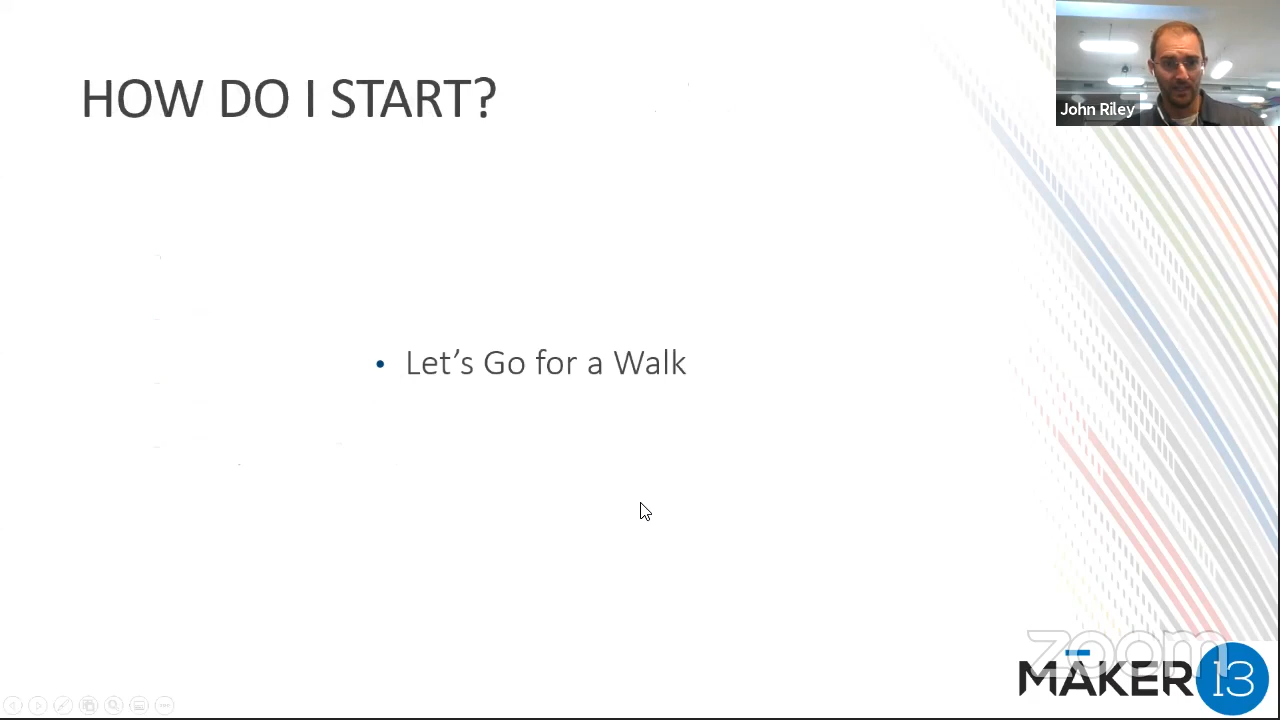 HOW DO I START?
John Riley
• Let's Go for a Walk
zoom
MAKER 13